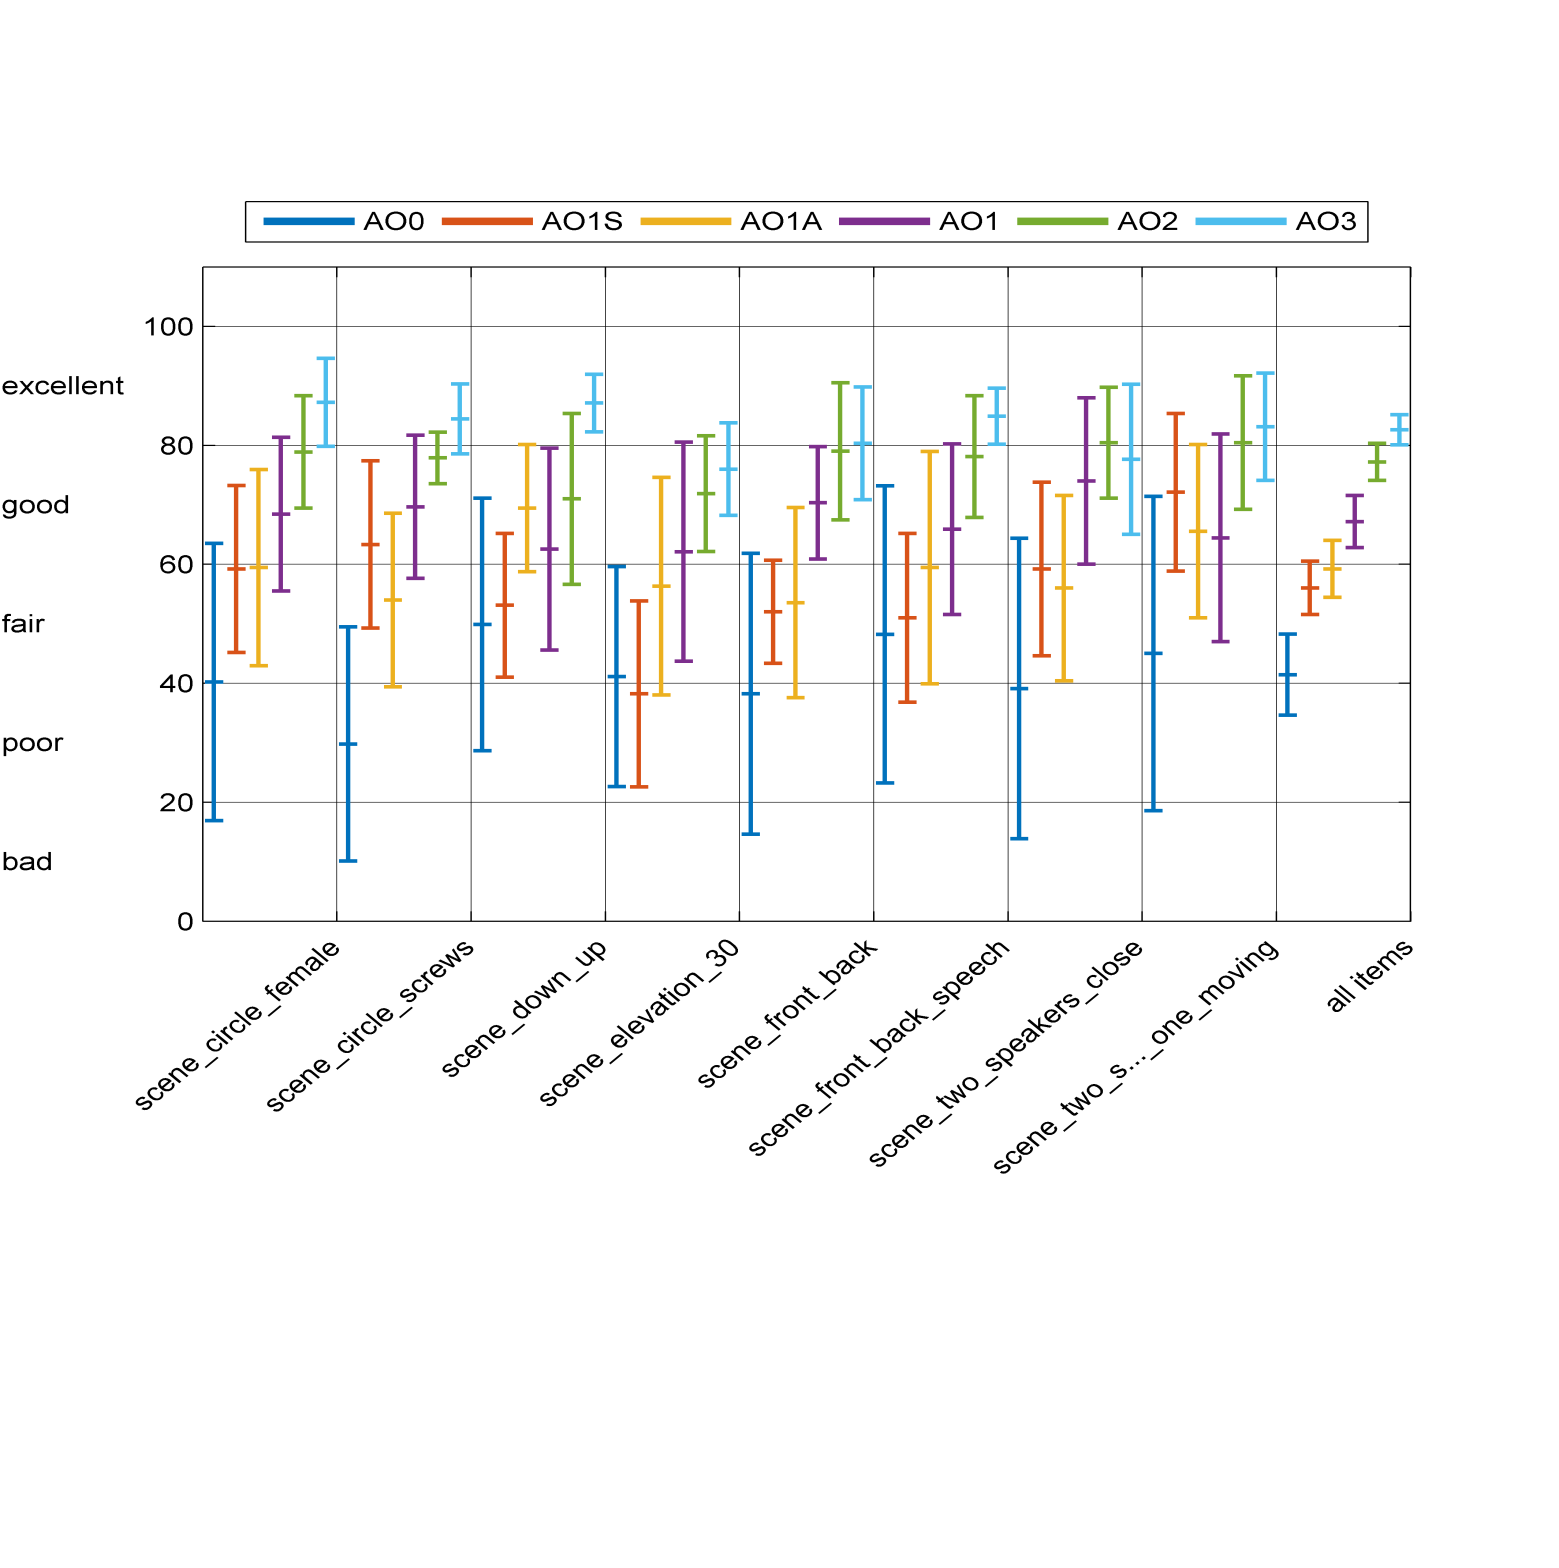 AO0 AO1S AO1A AO1 AO2 AO3
100
excellent
80
good
60
fair
40
poor
20
bad
0
scene_circle_female
scene_circle_screws
scene_down_up
scene_elevation_30
scene_front_back
scene_front_back_speech
scene_two_speakers_close
scene_two_s..._one_moving
all items